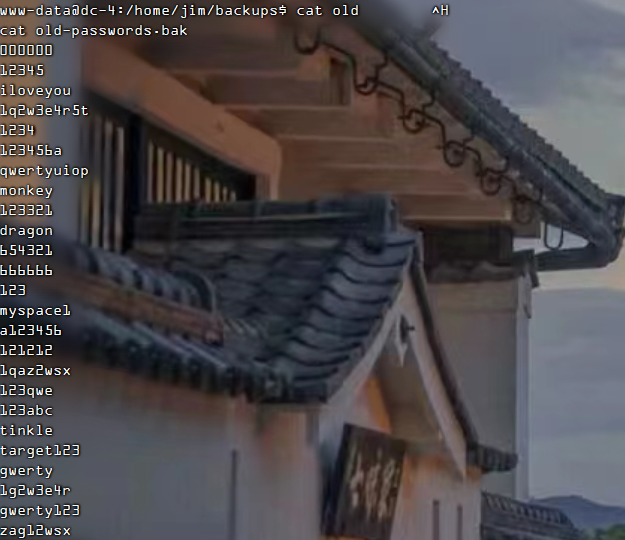 www-data@dc-4:/home/jim/backups$ cat old        ^H
cat old-passwords.bak
000000
12345
iloveyou
1q2w3e4r5t
1234
123456a
qwertyuiop
monkey
123321
dragon
654321
666666
123
myspace1
a123456
121212
1qaz2wsx
123qwe
123abc
tinkle
target123
gwerty
1g2w3e4r
gwerty123
zag12wsx